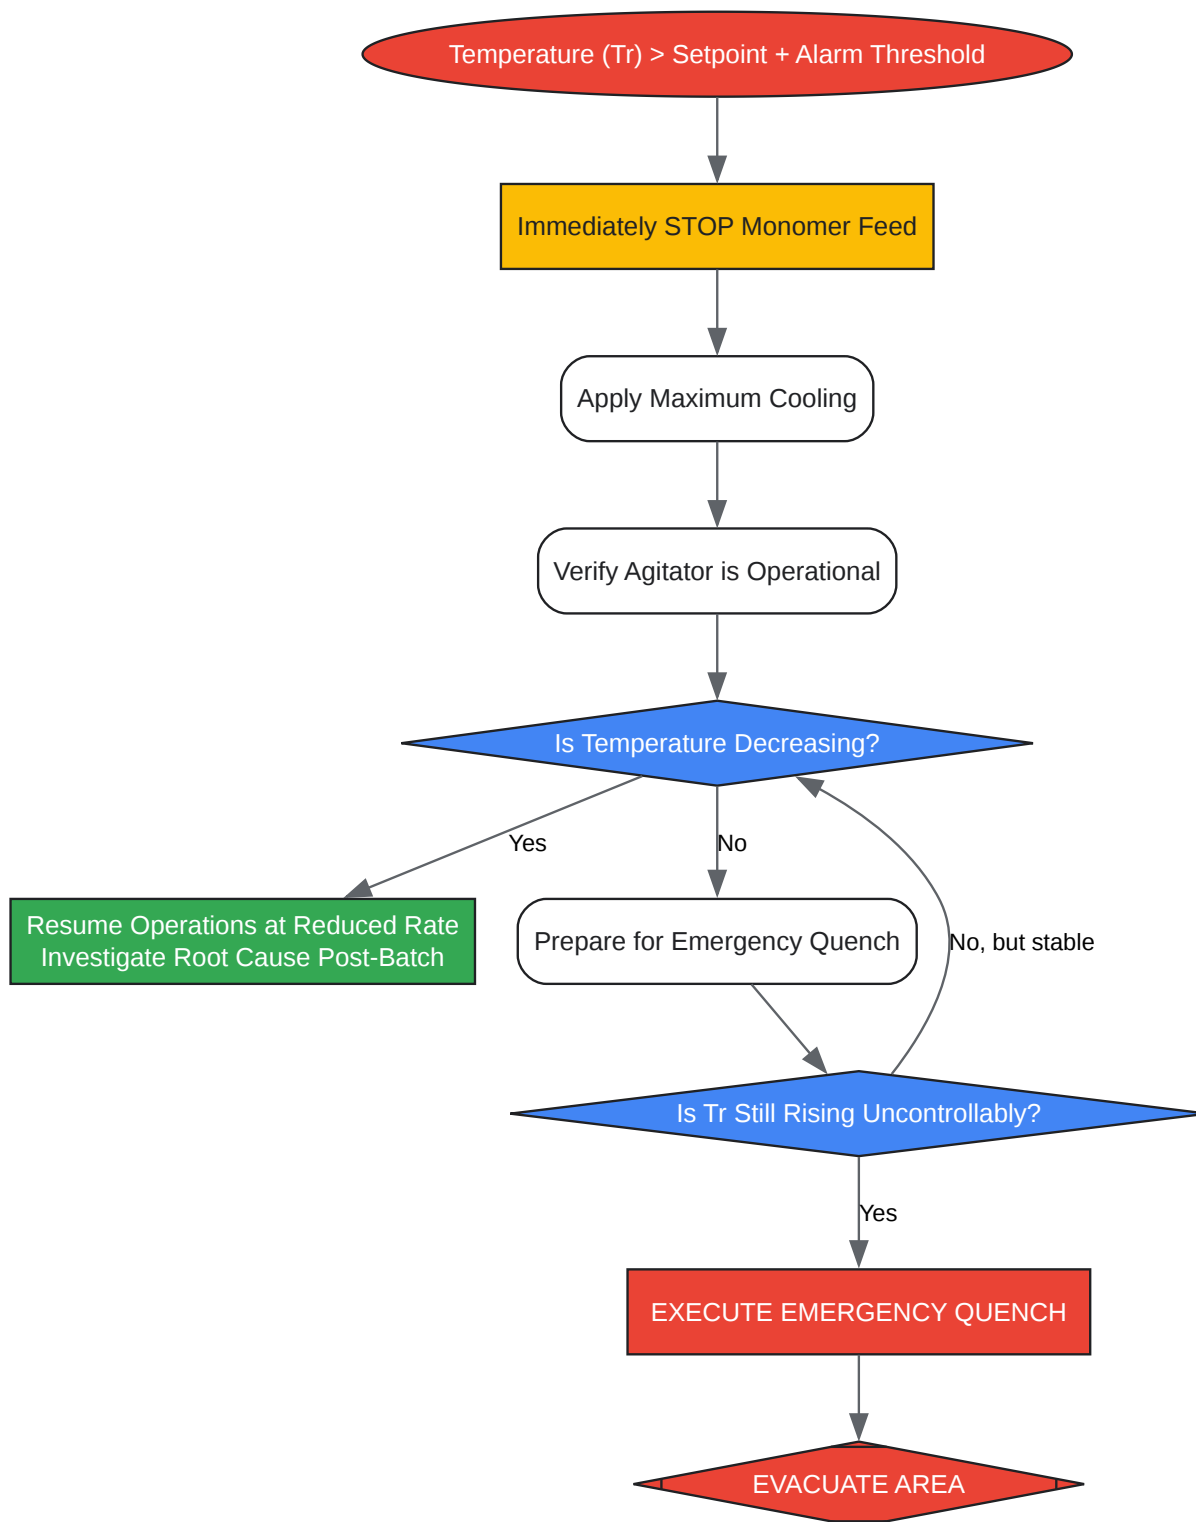 Temperature (Tr) > Setpoint + Alarm Threshold
Immediately STOP Monomer Feed
Apply Maximum Cooling
Verify Agitator is Operational
Is Temperature Decreasing?
Yes
No
Resume Operations at Reduced Rate
Investigate Root Cause Post-Batch
Prepare for Emergency Quench
No, but stable
Is Tr Still Rising Uncontrollably?
Yes
EXECUTE EMERGENCY QUENCH
EVACUATE AREA